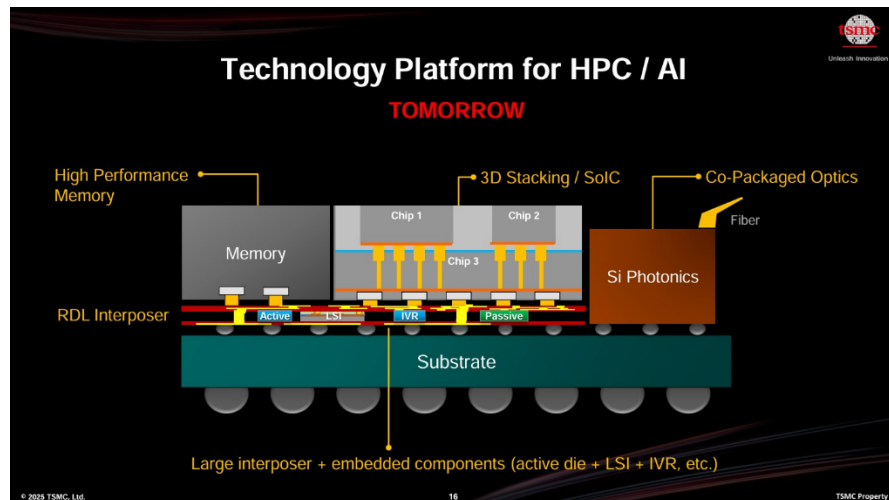 tsmc
Unleash Innovation
Technology Platform for HPC / AI
TOMORROW
High Performance
Memory
3D Stacking / SoIC
Co-Packaged Optics
Fiber
Chip 1
Chip 2
Chip 3
Memory
Si Photonics
RDL Interposer
Active
LSI
IVR
Passive
Substrate
Large interposer + embedded components (active die + LSI + IVR, etc.)
© 2025 TSMC, Ltd.
16
TSMC Property